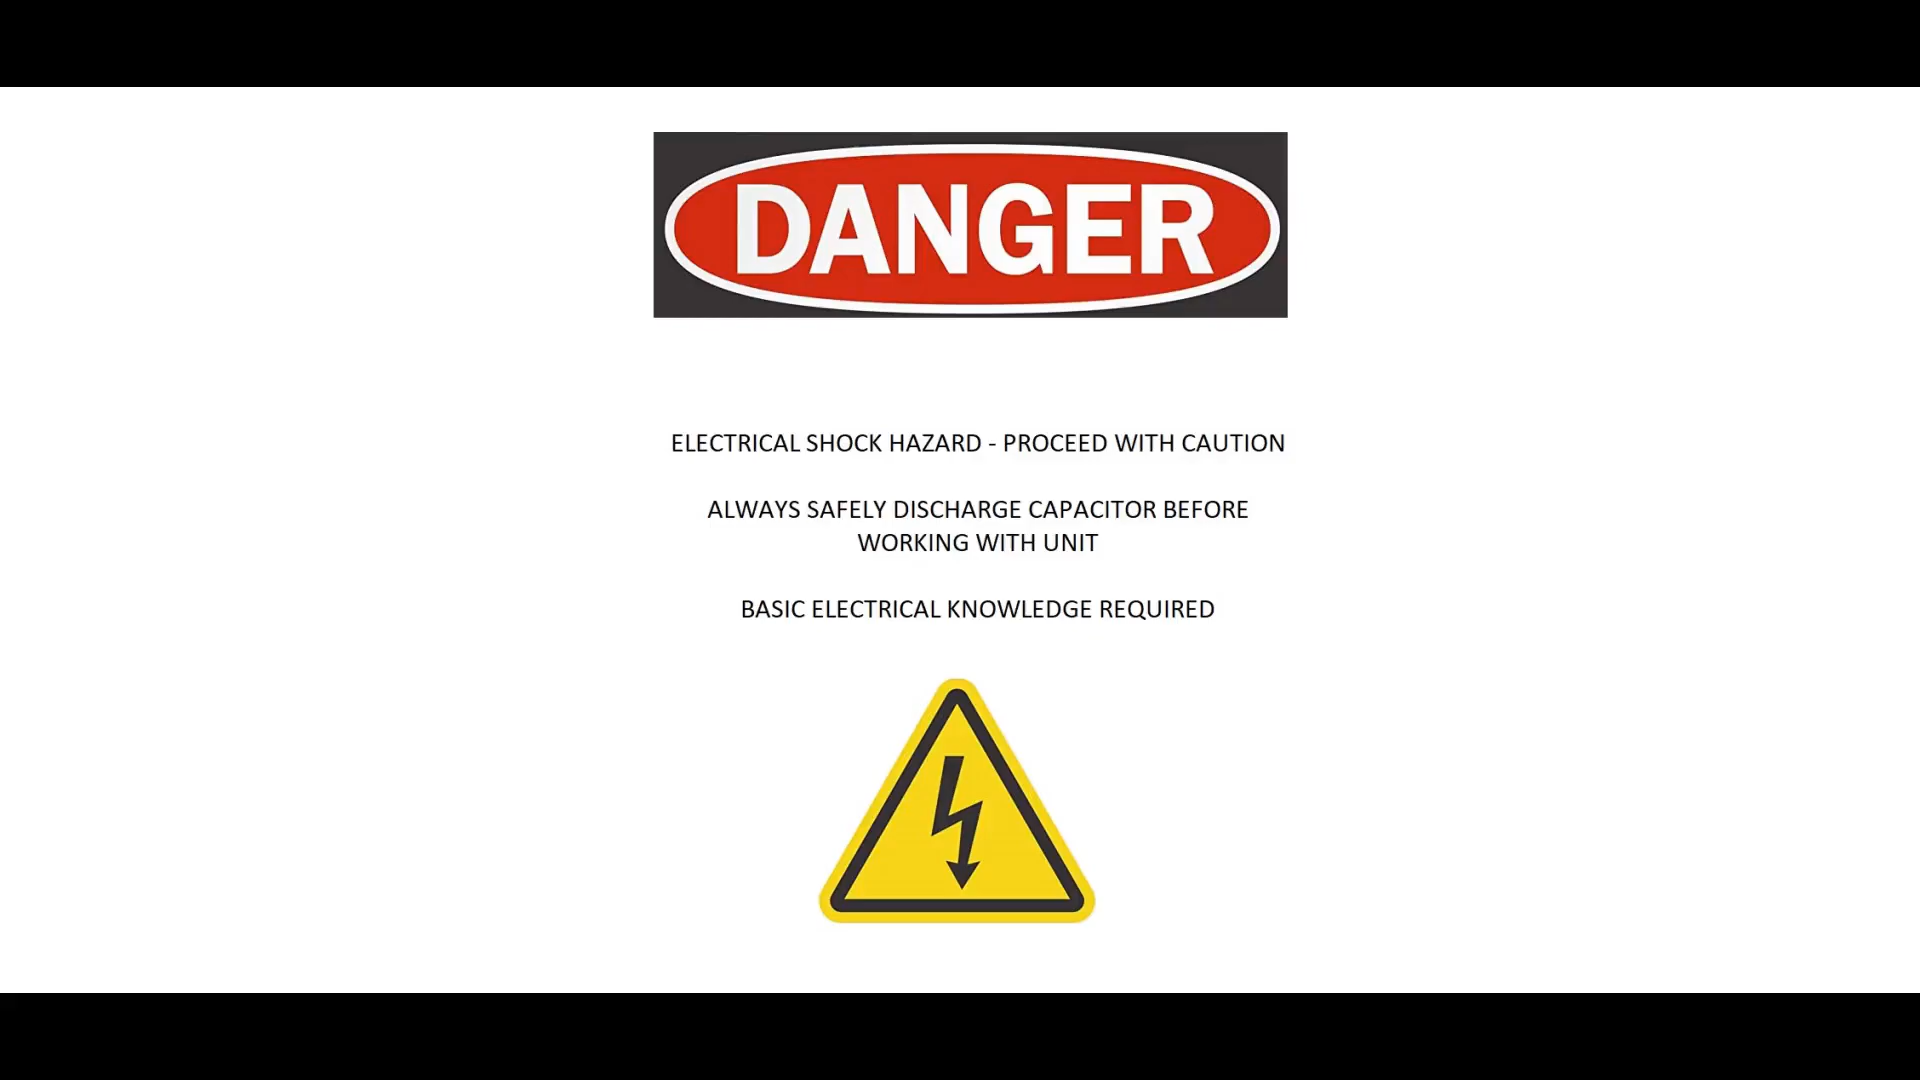 DANGER
ELECTRICAL SHOCK HAZARD - PROCEED WITH CAUTION
ALWAYS SAFELY DISCHARGE CAPACITOR BEFORE
WORKING WITH UNIT
BASIC ELECTRICAL KNOWLEDGE REQUIRED